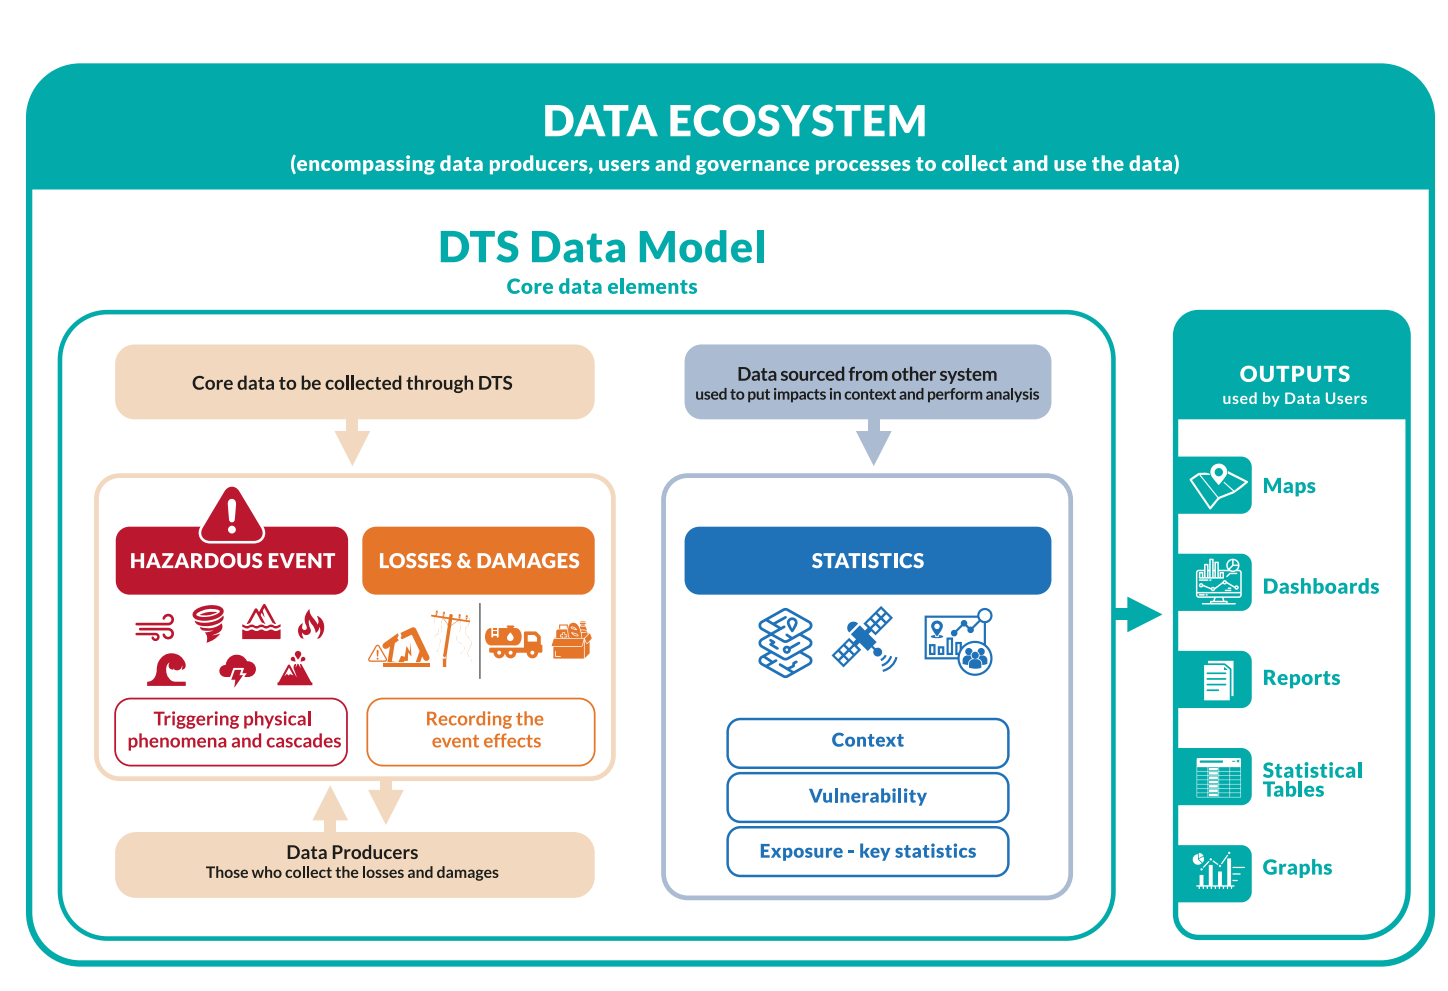 DATA ECOSYSTEM
(encompassing data producers, users and governance processes to collect and use the data)
DTS Data Model
Core data elements
Core data to be collected through DTS
HAZARDOUS EVENT
LOSSES & DAMAGES
Triggering physical
phenomena and cascades
Recording the
event effects
Data Producers
Those who collect the losses and damages
Data sourced from other system
used to put impacts in context and perform analysis
STATISTICS
Context
Vulnerability
Exposure - key statistics
OUTPUTS
used by Data Users
Maps
Dashboards
Reports
Statistical
Tables
Graphs